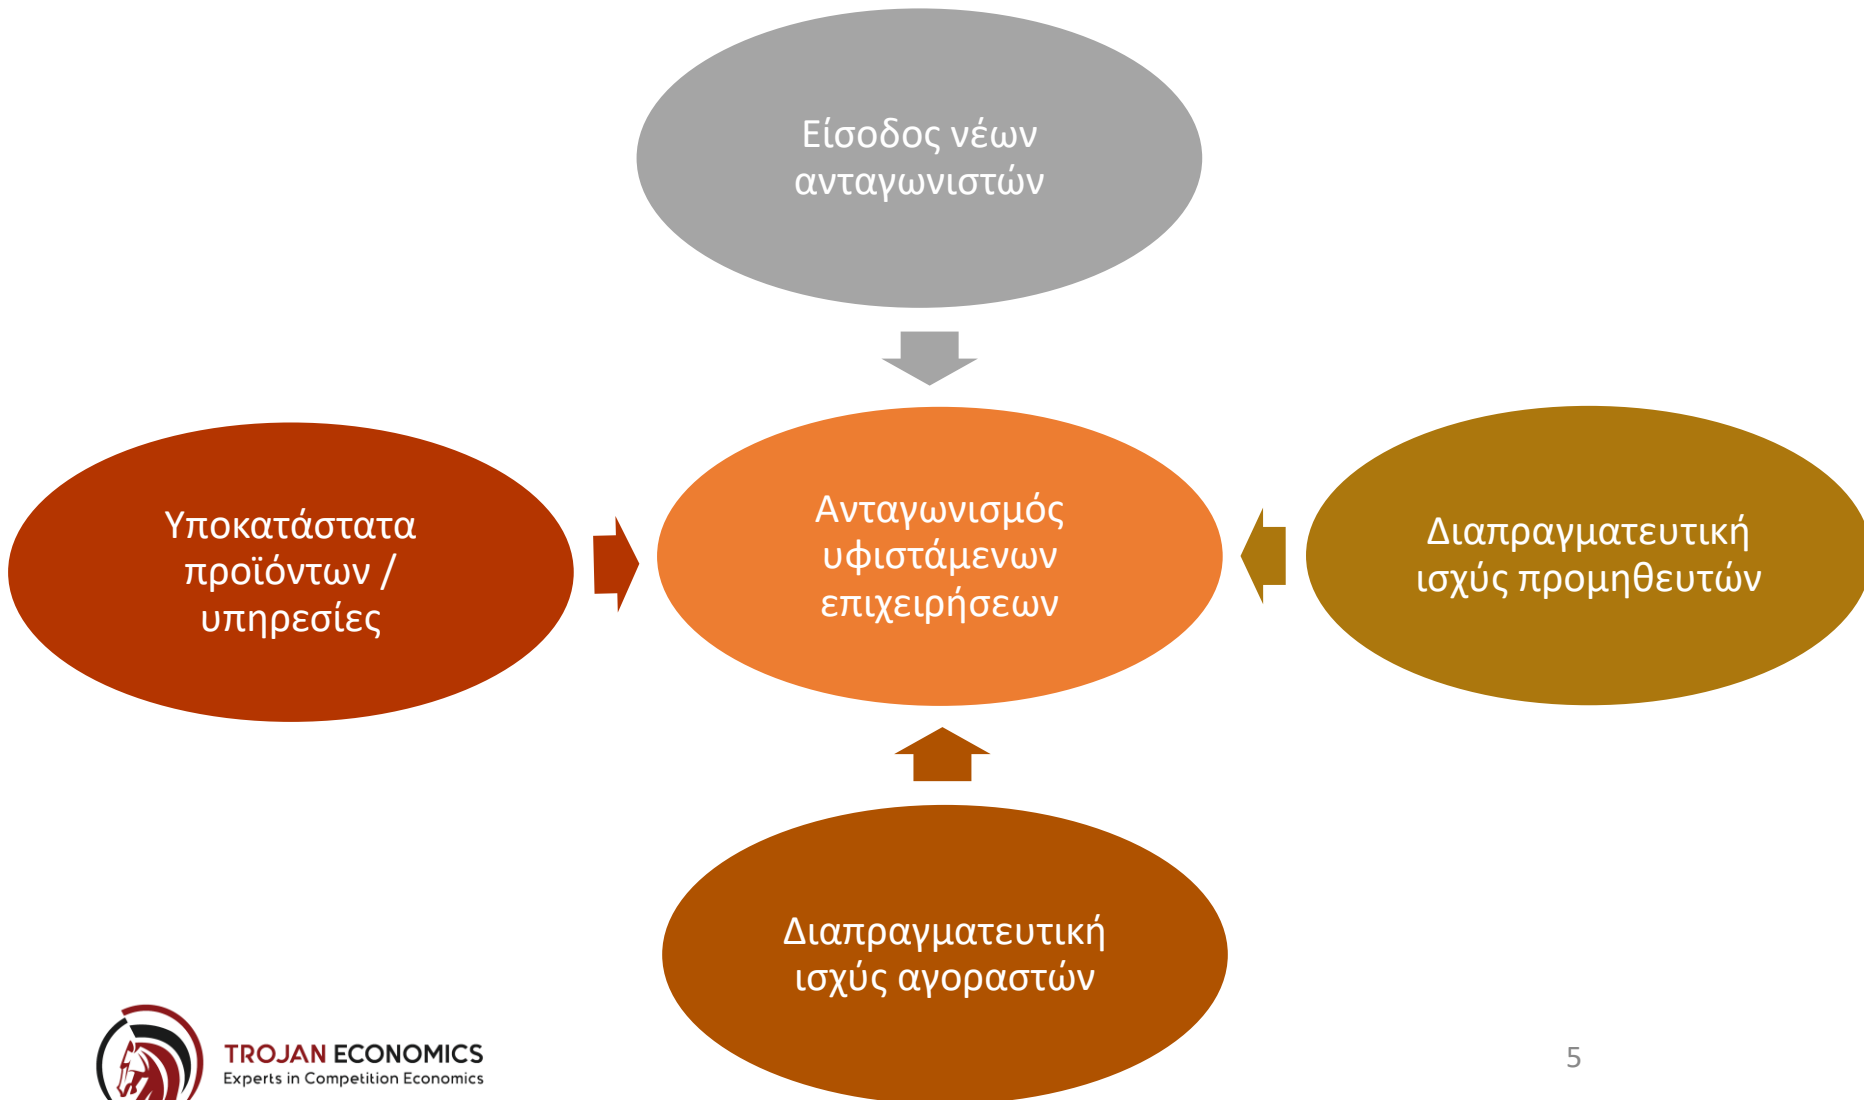 Είσοδος νέων
ανταγωνιστών
Υποκατάστατα
προϊόντων /
υπηρεσίες
Ανταγωνισμός
υφιστάμενων
επιχειρήσεων
Διαπραγματευτική
ισχύς προμηθευτών
Διαπραγματευτική
ισχύς αγοραστών
TROJAN ECONOMICS
Experts in Competition Economics
5